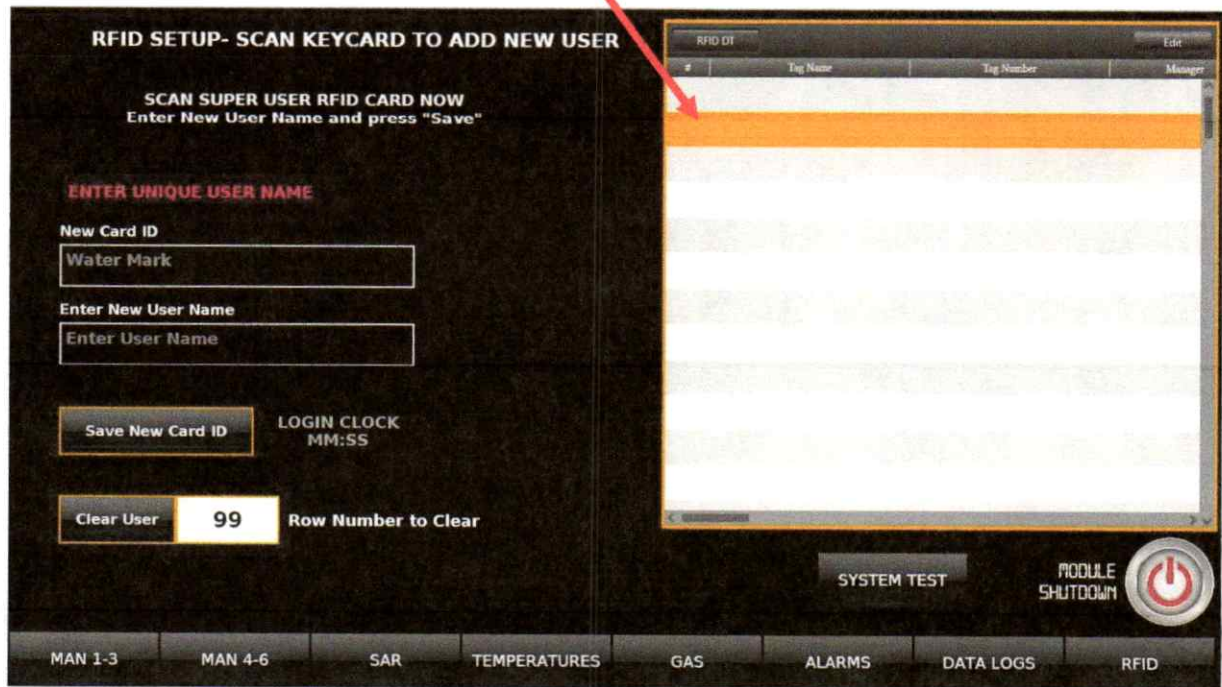 RFID SETUP- SCAN KEYCARD TO ADD NEW USER
SCAN SUPER USER RFID CARD NOW
Enter New User Name and press "Save"
ENTER UNIQUE USER NAME
New Card ID
Water Mark
Enter New User Name
Enter User Name
Save New Card ID
LOGIN CLOCK
MM:SS
Clear User
99
Row Number to Clear
RFID DT
Edit
# Tag Name Tag Number Manager
SYSTEM TEST
MODULE
SHUTDOWN
MAN 1-3 MAN 4-6 SAR TEMPERATURES GAS ALARMS DATA LOGS RFID